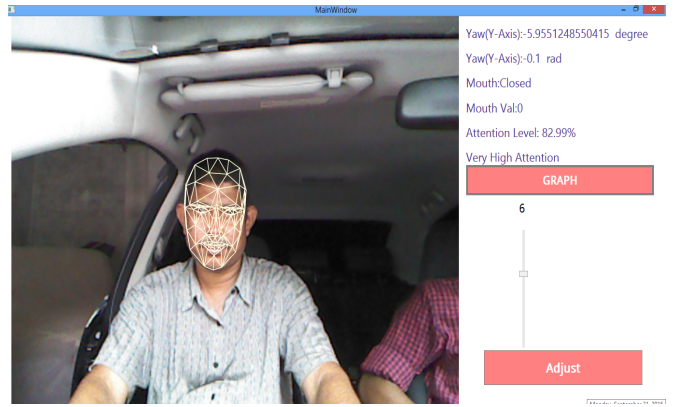 MainWindow
Yaw(Y-Axis):-5.9551248550415 degree
Yaw(Y-Axis):-0.1 rad
Mouth:Closed
Mouth Val:0
Attention Level: 82.99%
Very High Attention
GRAPH
6
Adjust